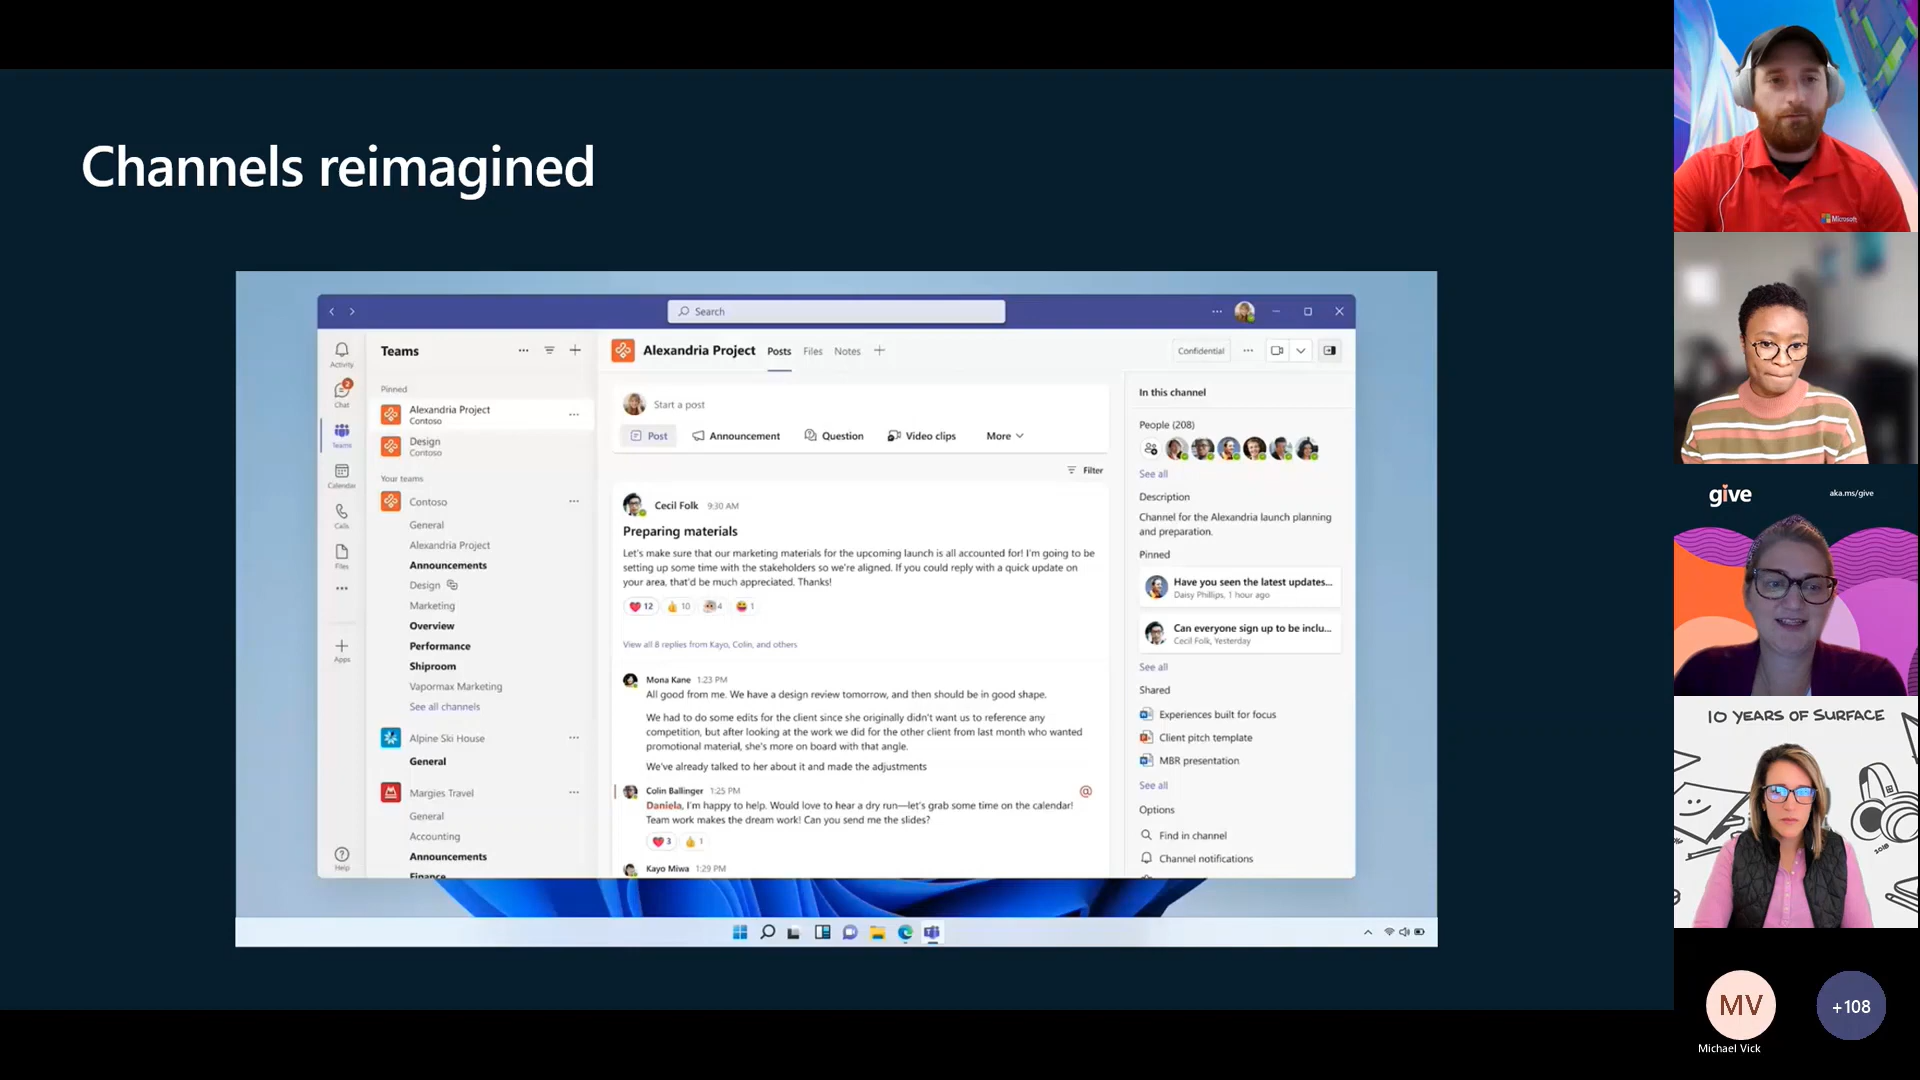 Channels reimagined
Search
Activity
2
Chat
Teams
Calendar
Calls
Files
Apps
Help
Teams
Pinned
Alexandria Project
Contoso
Design
Contoso
Your teams
Contoso
General
Alexandria Project
Announcements
Design
Marketing
Overview
Performance
Shiproom
Vapormax Marketing
See all channels
Alpine Ski House
General
Margies Travel
General
Accounting
Announcements
Finance
Alexandria Project Posts Files Notes
Confidential
Start a post
Post Announcement Question Video clips More
Filter
Cecil Folk 9:30 AM
Preparing materials
Let's make sure that our marketing materials for the upcoming launch is all accounted for! I'm going to be
setting up some time with the stakeholders so we're aligned. If you could reply with a quick update on
your area, that'd be much appreciated. Thanks!
12 10 4 1
View all 8 replies from Kayo, Colin, and others
Mona Kane 1:23 PM
All good from me. We have a design review tomorrow, and then should be in good shape.
We had to do some edits for the client since she originally didn't want us to reference any
competition, but after looking at the work we did for the other client from last month who wanted
promotional material, she's more on board with that angle.
We've already talked to her about it and made the adjustments
Colin Ballinger 1:25 PM
@
Daniela, I'm happy to help. Would love to hear a dry run—let's grab some time on the calendar!
Team work makes the dream work! Can you send me the slides?
3 1
Kayo Miwa 1:29 PM
In this channel
People (208)
See all
Description
Channel for the Alexandria launch planning
and preparation.
Pinned
Have you seen the latest updates...
Daisy Phillips, 1 hour ago
Can everyone sign up to be inclu...
Cecil Folk, Yesterday
See all
Shared
Experiences built for focus
Client pitch template
MBR presentation
See all
Options
Find in channel
Channel notifications
Microsoft
give
aka.ms/give
10 YEARS OF SURFACE
2018
MV
+108
Michael Vick